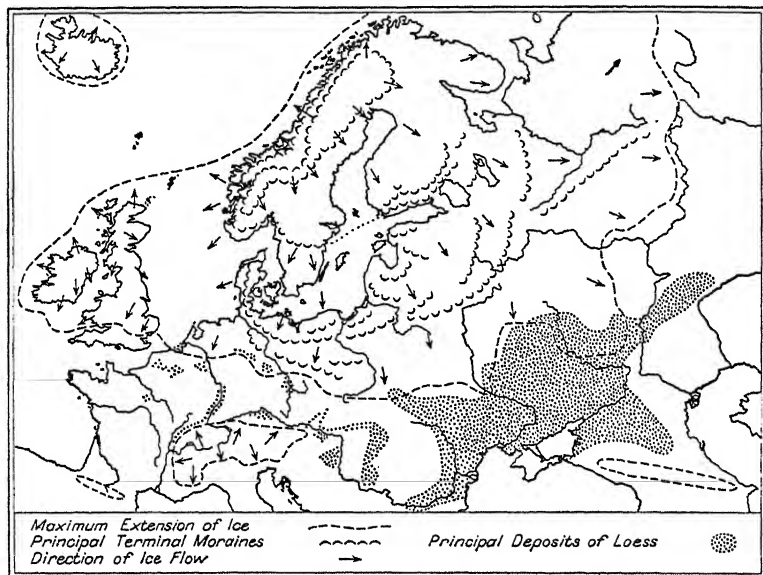 Maximum Extension of Ice
Principal Terminal Moraines
Direction of Ice Flow
Principal Deposits of Loess